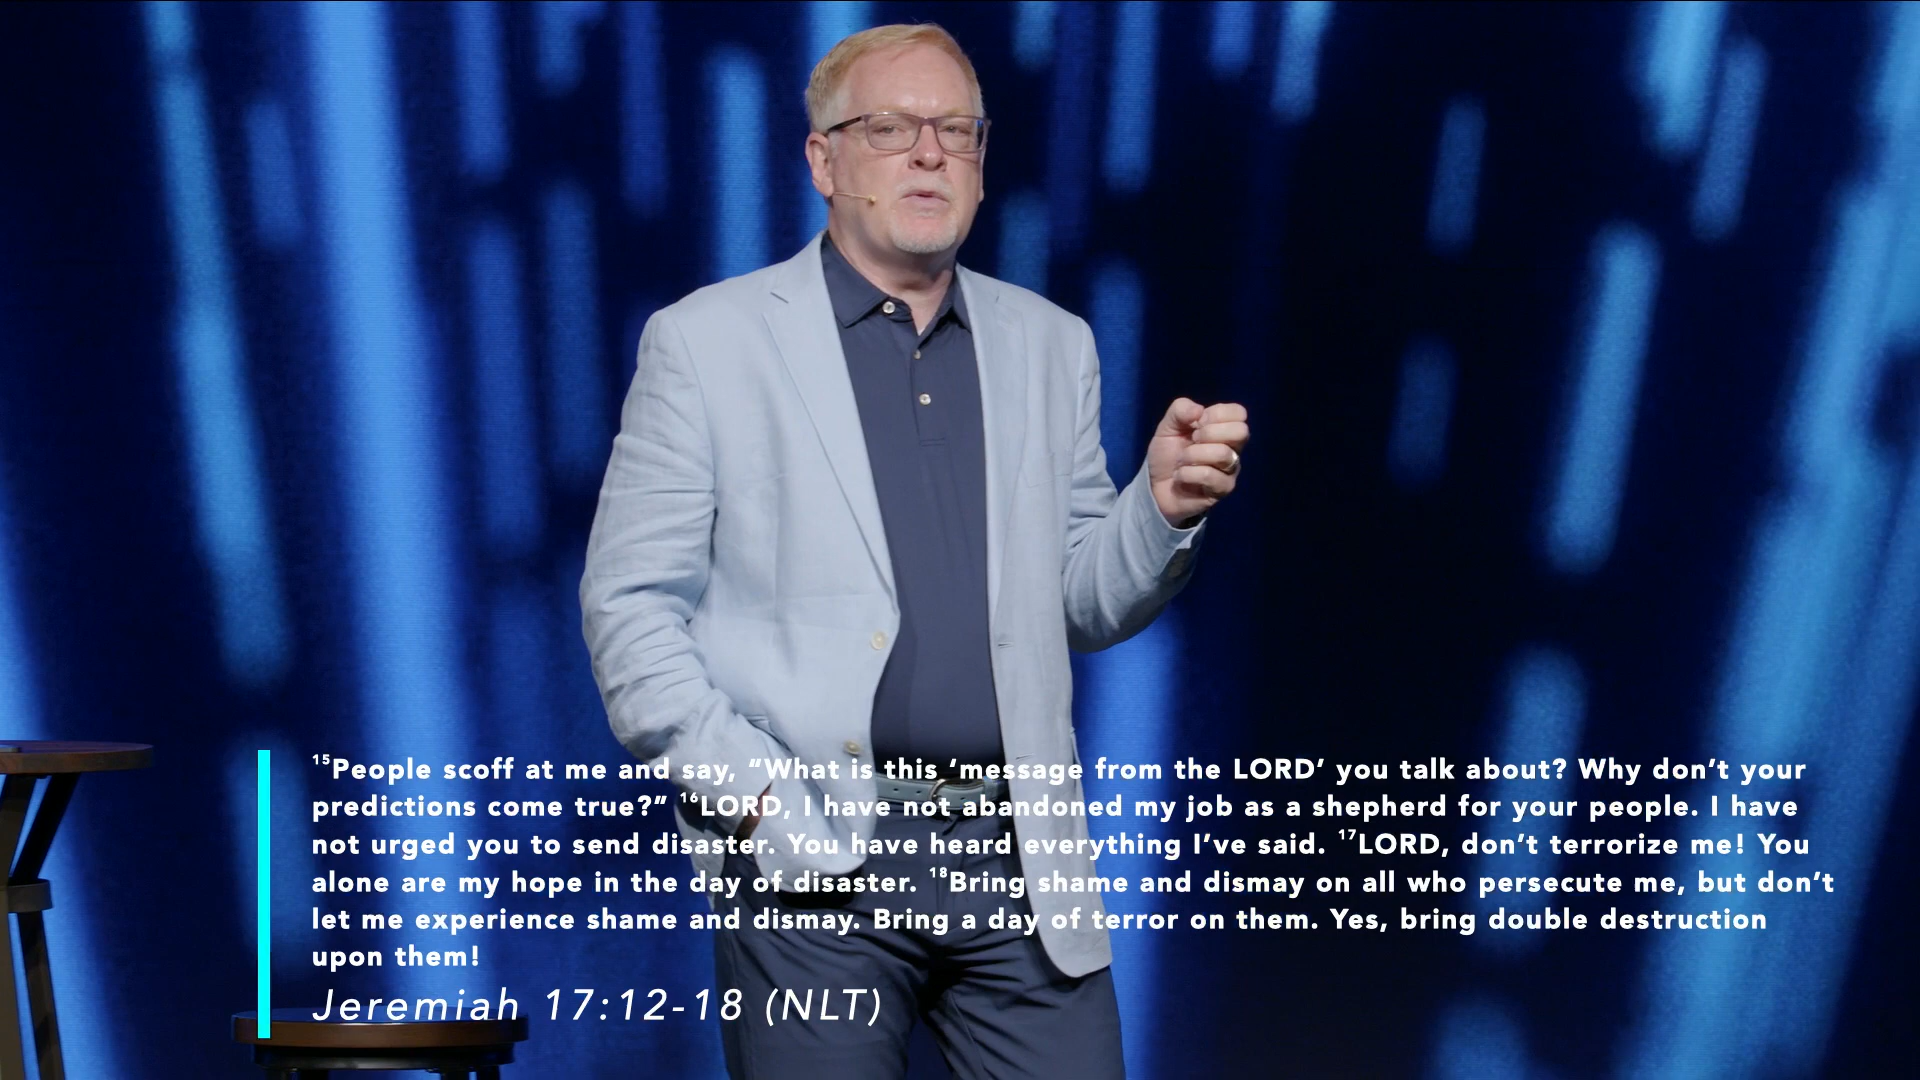 ¹⁵People scoff at me and say, “What is this ‘message from the LORD’ you talk about? Why don’t your
predictions come true?” ¹⁶LORD, I have not abandoned my job as a shepherd for your people. I have
not urged you to send disaster. You have heard everything I’ve said. ¹⁷LORD, don’t terrorize me! You
alone are my hope in the day of disaster. ¹⁸Bring shame and dismay on all who persecute me, but don’t
let me experience shame and dismay. Bring a day of terror on them. Yes, bring double destruction
upon them!
Jeremiah 17:12-18 (NLT)